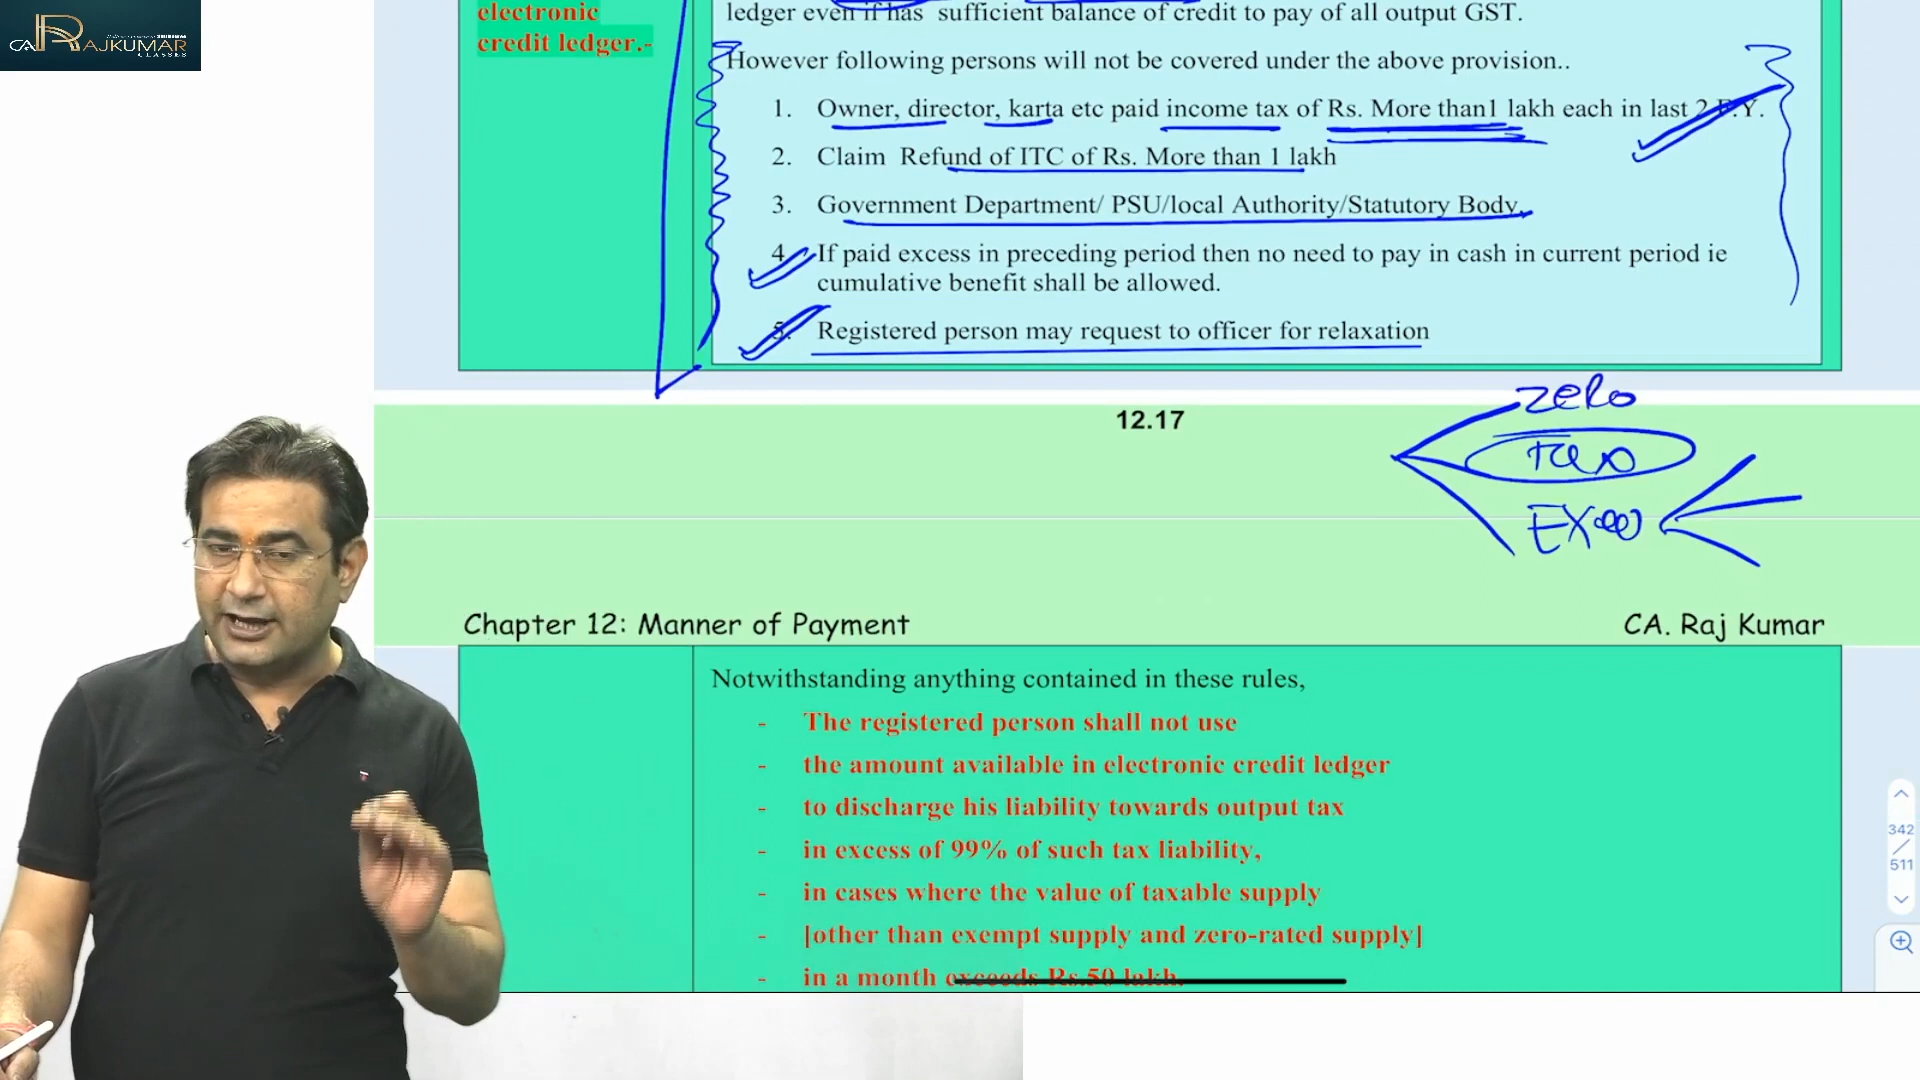 CA RAJKUMAR
CLASSES
electronic
credit ledger.-
ledger even if has sufficient balance of credit to pay of all output GST.
However following persons will not be covered under the above provision..
1. Owner, director, karta etc paid income tax of Rs. More than1 lakh each in last 2 F.Y.
2. Claim Refund of ITC of Rs. More than 1 lakh
3. Government Department/ PSU/local Authority/Statutory Body.
4. If paid excess in preceding period then no need to pay in cash in current period ie
cumulative benefit shall be allowed.
5. Registered person may request to officer for relaxation
zero
12.17
Chapter 12: Manner of Payment
CA. Raj Kumar
Notwithstanding anything contained in these rules,
- The registered person shall not use
- the amount available in electronic credit ledger
- to discharge his liability towards output tax
- in excess of 99% of such tax liability,
- in cases where the value of taxable supply
- [other than exempt supply and zero-rated supply]
- in a month exceeds Rs.50 lakh.
342
/
511